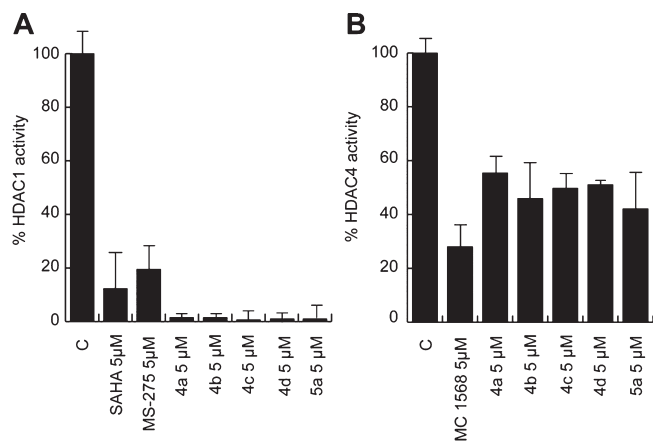 A
% HDAC1 activity
100
80
60
40
20
0
C
SAHA 5µM
MS-275 5µM
4a 5 µM
4b 5 µM
4c 5 µM
4d 5 µM
5a 5 µM
B
% HDAC4 activity
100
80
60
40
20
0
C
MC 1568 5µM
4a 5 µM
4b 5 µM
4c 5 µM
4d 5 µM
5a 5 µM